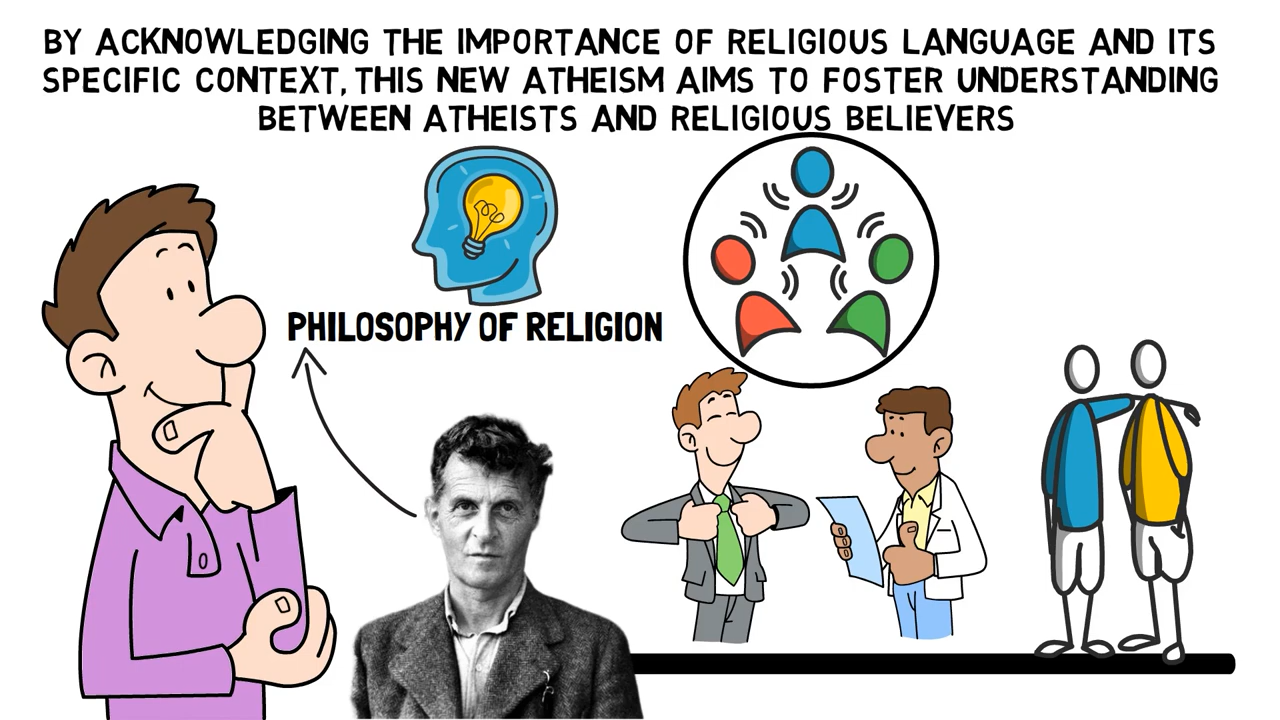 BY ACKNOWLEDGING THE IMPORTANCE OF RELIGIOUS LANGUAGE AND ITS
SPECIFIC CONTEXT, THIS NEW ATHEISM AIMS TO FOSTER UNDERSTANDING
BETWEEN ATHEISTS AND RELIGIOUS BELIEVERS
PHILOSOPHY OF RELIGION